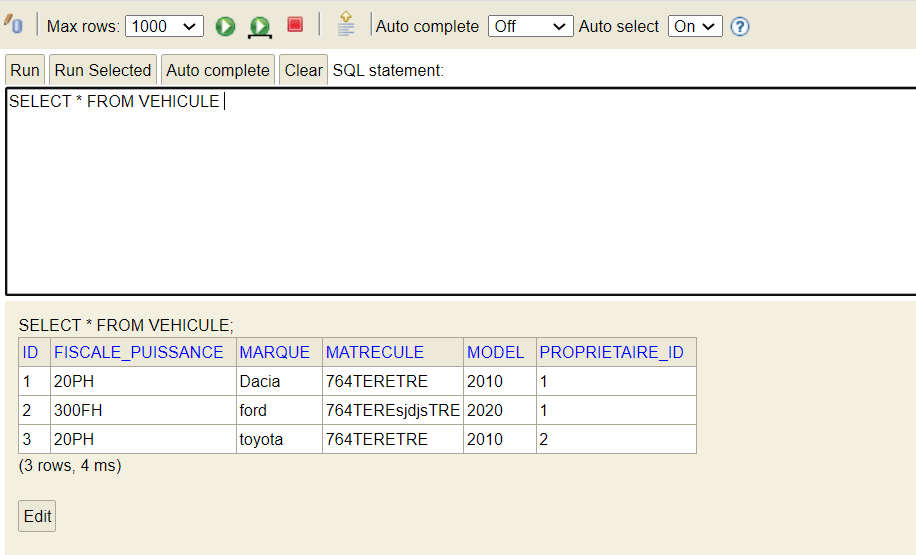 Max rows: 1000 Auto complete Off Auto select On ?
Run Run Selected Auto complete Clear SQL statement:
SELECT * FROM VEHICULE
SELECT * FROM VEHICULE;
ID FISCALE_PUISSANCE MARQUE MATRECULE MODEL PROPRIETAIRE_ID
1 20PH Dacia 764TERETRE 2010 1
2 300FH ford 764TEREsjdjsTRE 2020 1
3 20PH toyota 764TERETRE 2010 2
(3 rows, 4 ms)
Edit